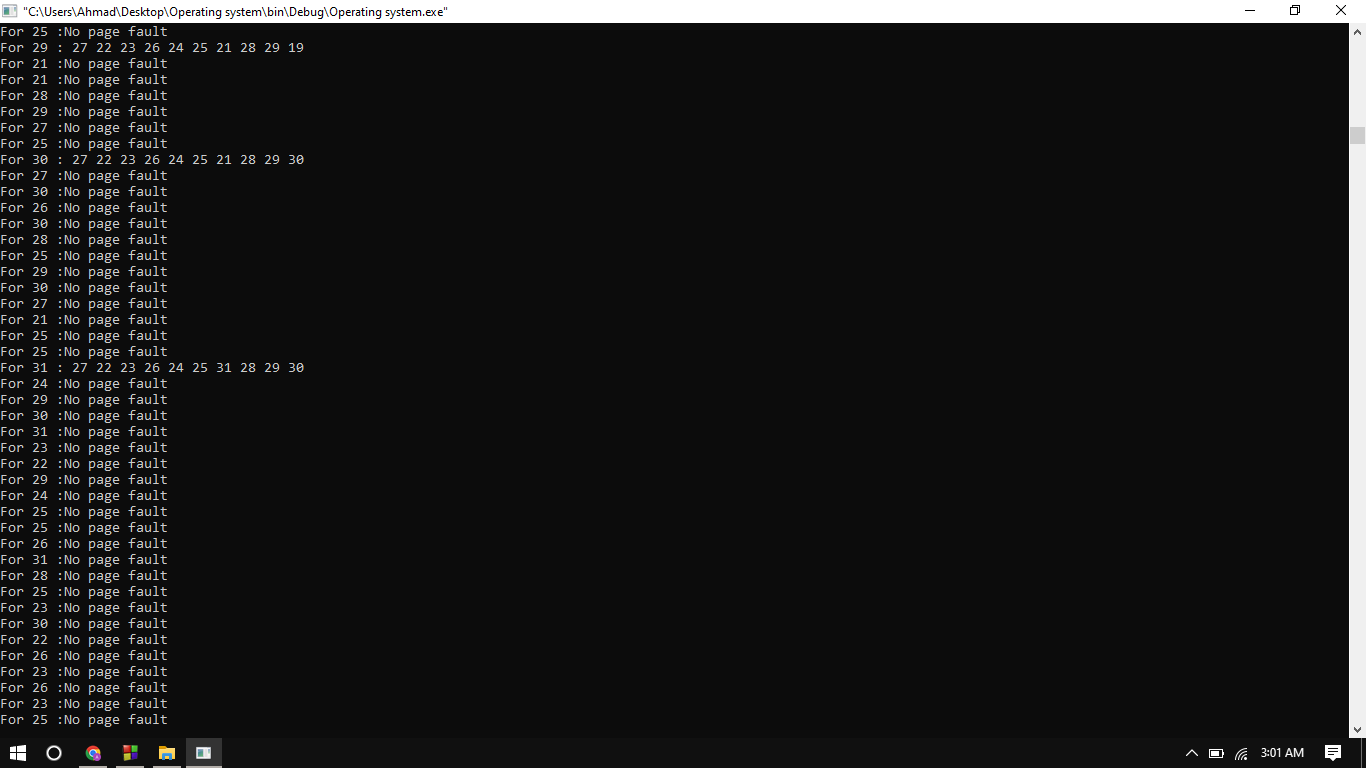 "C:\Users\Ahmad\Desktop\Operating system\bin\Debug\Operating system.exe"
For 25 :No page fault
For 29 : 27 22 23 26 24 25 21 28 29 19
For 21 :No page fault
For 21 :No page fault
For 28 :No page fault
For 29 :No page fault
For 27 :No page fault
For 25 :No page fault
For 30 : 27 22 23 26 24 25 21 28 29 30
For 27 :No page fault
For 30 :No page fault
For 26 :No page fault
For 30 :No page fault
For 28 :No page fault
For 25 :No page fault
For 29 :No page fault
For 30 :No page fault
For 27 :No page fault
For 21 :No page fault
For 25 :No page fault
For 25 :No page fault
For 31 : 27 22 23 26 24 25 31 28 29 30
For 24 :No page fault
For 29 :No page fault
For 30 :No page fault
For 31 :No page fault
For 23 :No page fault
For 22 :No page fault
For 29 :No page fault
For 24 :No page fault
For 25 :No page fault
For 25 :No page fault
For 26 :No page fault
For 31 :No page fault
For 28 :No page fault
For 25 :No page fault
For 23 :No page fault
For 30 :No page fault
For 22 :No page fault
For 26 :No page fault
For 23 :No page fault
For 26 :No page fault
For 23 :No page fault
For 25 :No page fault
3:01 AM